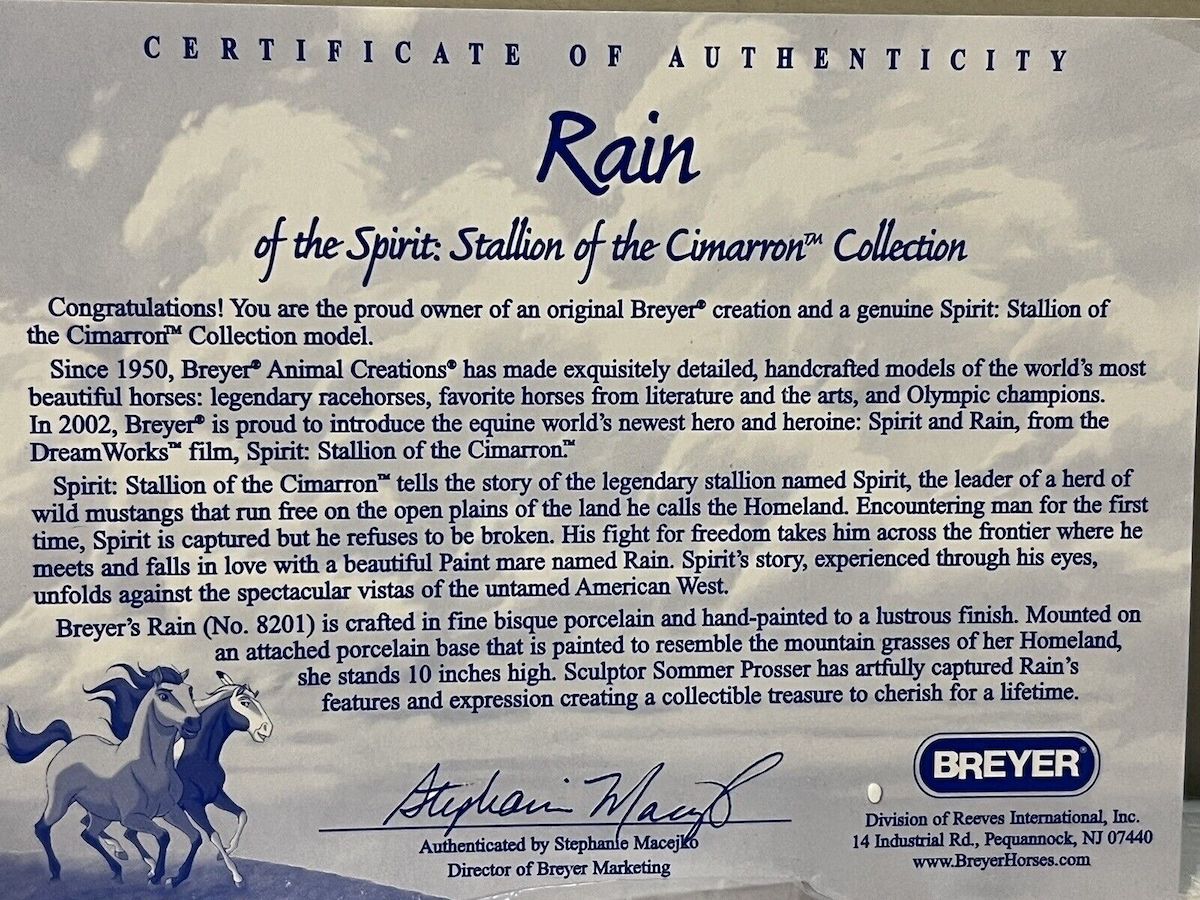 CERTIFICATE OF AUTHENTICITY
Rain
of the Spirit: Stallion of the Cimarron™ Collection
Congratulations! You are the proud owner of an original Breyer® creation and a genuine Spirit: Stallion of
the Cimarron™ Collection model.
Since 1950, Breyer® Animal Creations® has made exquisitely detailed, handcrafted models of the world's most
beautiful horses: legendary racehorses, favorite horses from literature and the arts, and Olympic champions.
In 2002, Breyer® is proud to introduce the equine world's newest hero and heroine: Spirit and Rain, from the
DreamWorks™ film, Spirit: Stallion of the Cimarron.™
Spirit: Stallion of the Cimarron™ tells the story of the legendary stallion named Spirit, the leader of a herd of
wild mustangs that run free on the open plains of the land he calls the Homeland. Encountering man for the first
time, Spirit is captured but he refuses to be broken. His fight for freedom takes him across the frontier where he
meets and falls in love with a beautiful Paint mare named Rain. Spirit's story, experienced through his eyes,
unfolds against the spectacular vistas of the untamed American West.
Breyer's Rain (No. 8201) is crafted in fine bisque porcelain and hand-painted to a lustrous finish. Mounted on
an attached porcelain base that is painted to resemble the mountain grasses of her Homeland,
she stands 10 inches high. Sculptor Sommer Prosser has artfully captured Rain's
features and expression creating a collectible treasure to cherish for a lifetime.
Stephanie Macejko
Authenticated by Stephanie Macejko
Director of Breyer Marketing
BREYER®
Division of Reeves International, Inc.
14 Industrial Rd., Pequannock, NJ 07440
www.BreyerHorses.com